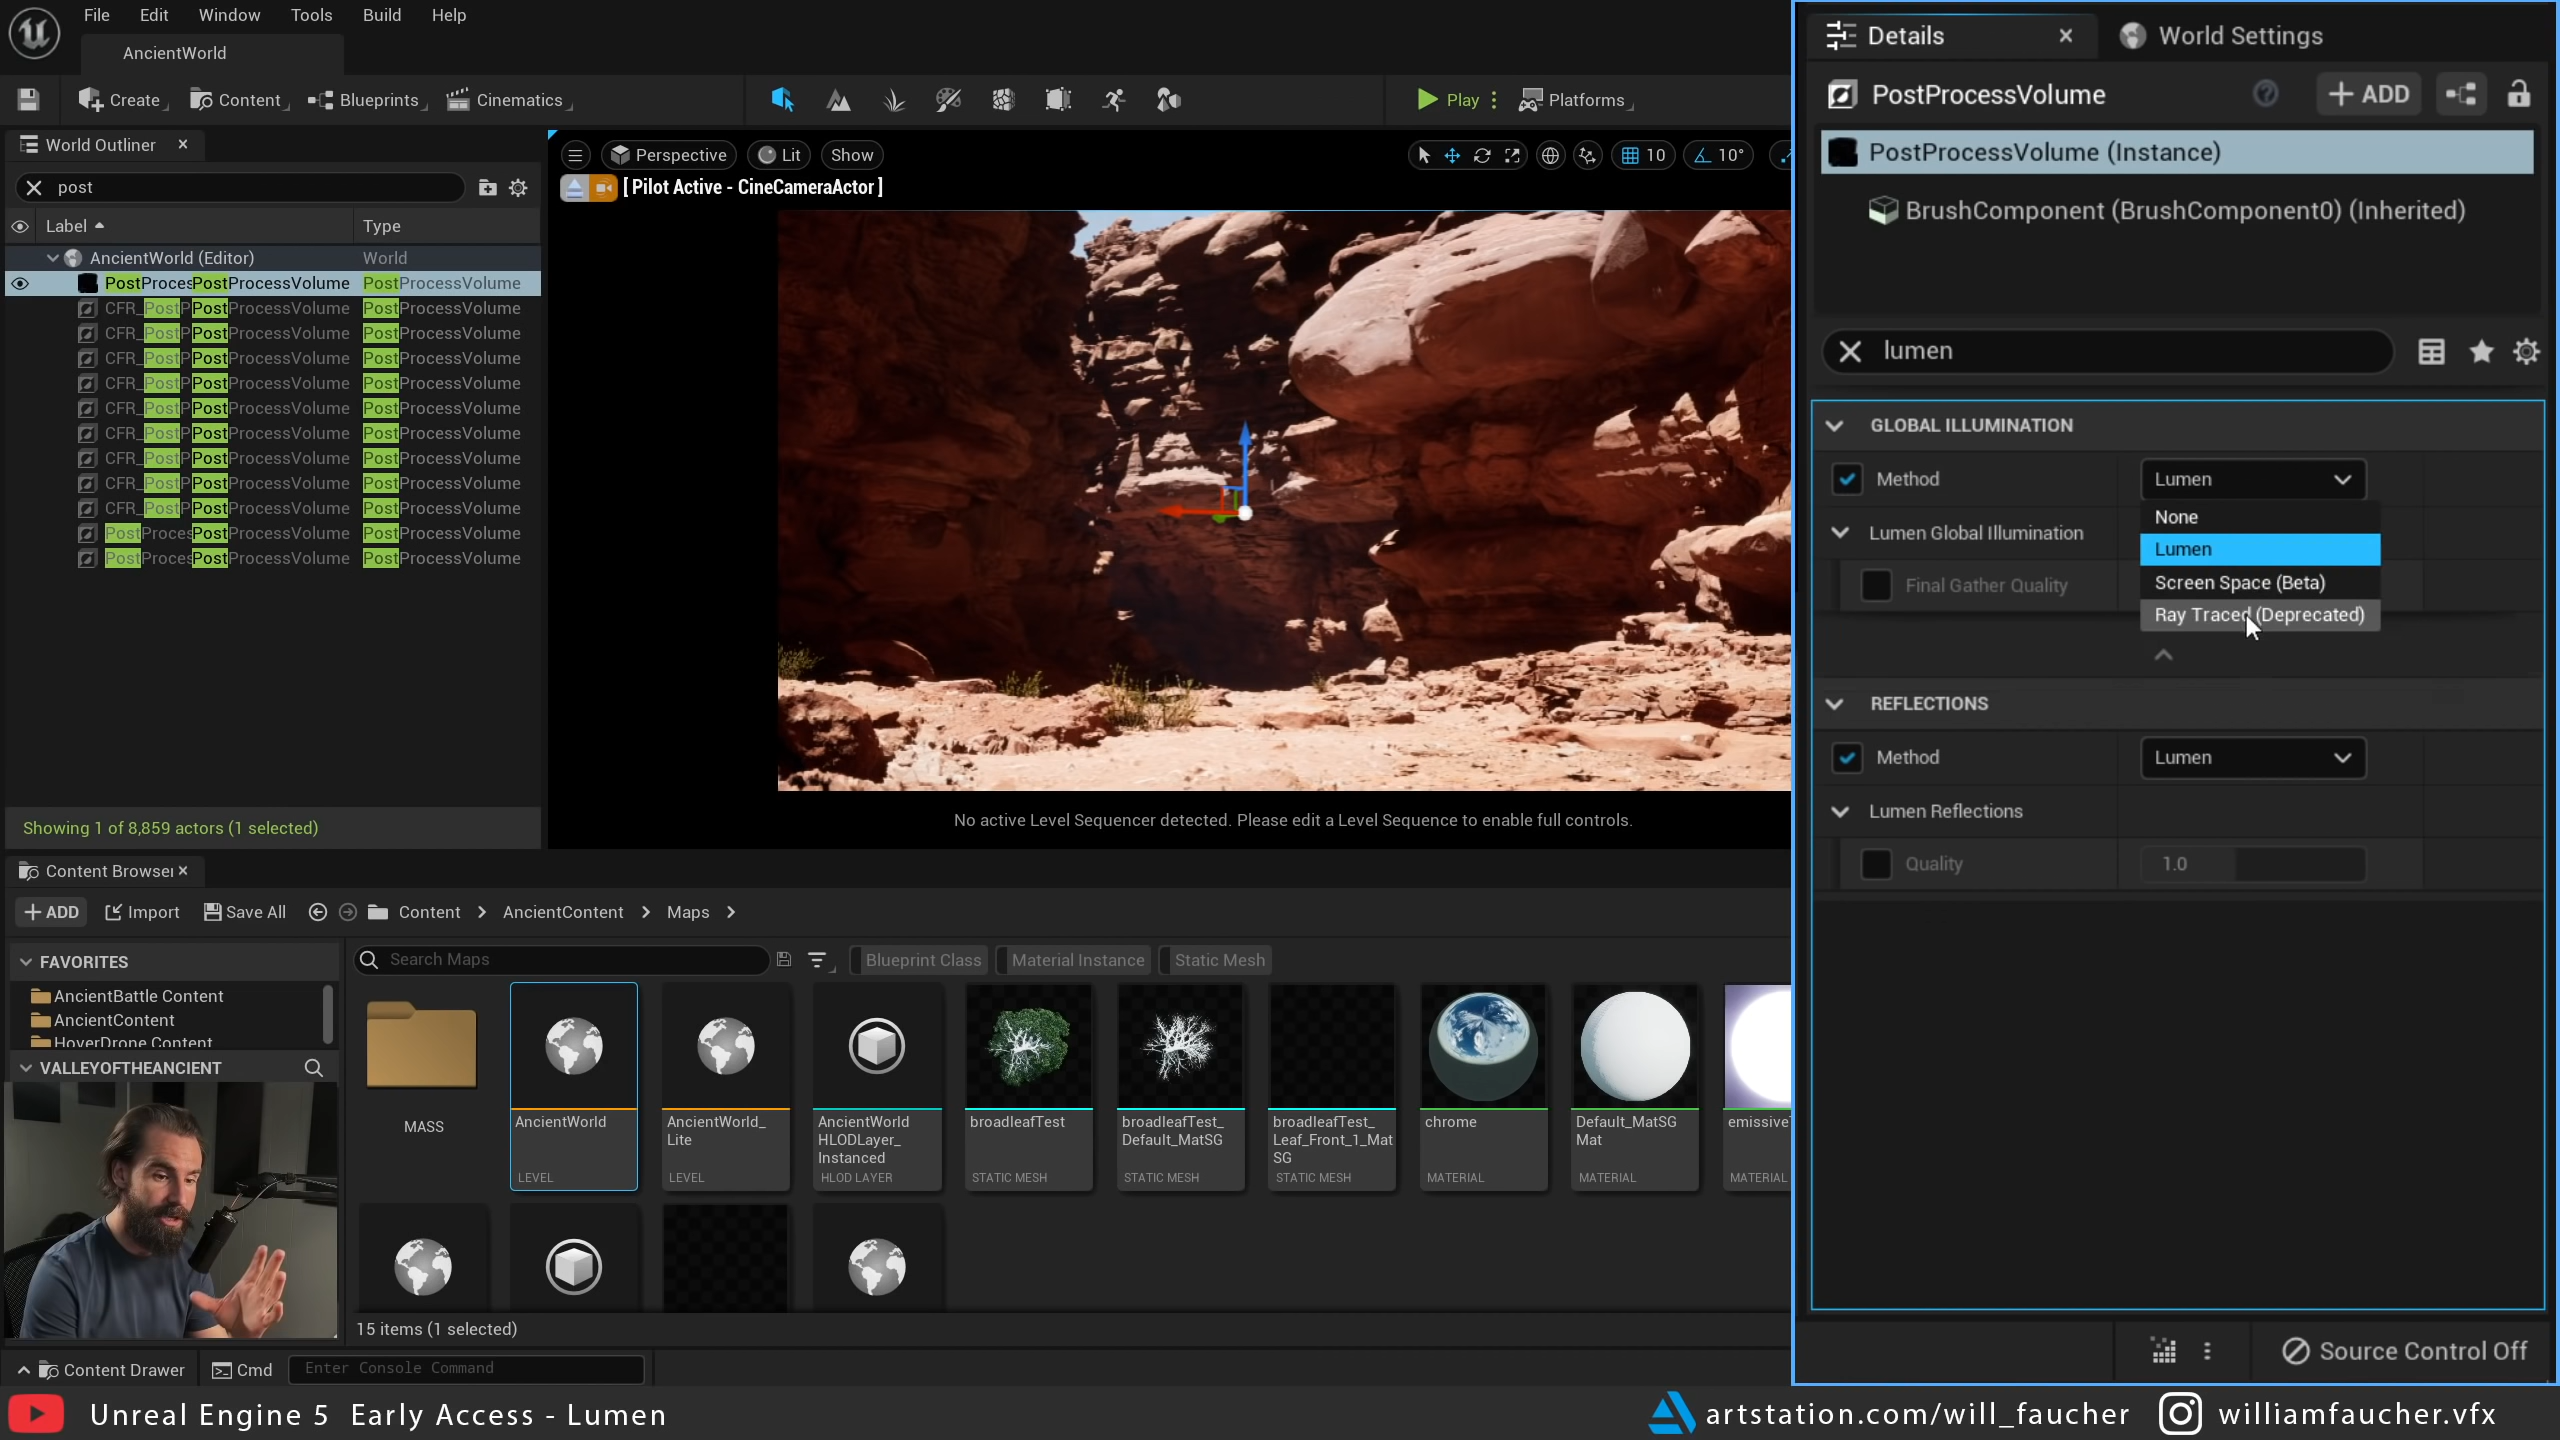 File Edit Window Tools Build Help
AncientWorld
Create Content Blueprints Cinematics Play Platforms
World Outliner
post
Label Type
AncientWorld (Editor) World
PostProcesPostProcessVolume PostProcessVolume
CFR_PostPPostProcessVolume PostProcessVolume
CFR_PostPPostProcessVolume PostProcessVolume
CFR_PostPPostProcessVolume PostProcessVolume
CFR_PostPPostProcessVolume PostProcessVolume
CFR_PostPPostProcessVolume PostProcessVolume
CFR_PostPPostProcessVolume PostProcessVolume
CFR_PostPPostProcessVolume PostProcessVolume
CFR_PostPPostProcessVolume PostProcessVolume
CFR_PostPPostProcessVolume PostProcessVolume
PostProcesPostProcessVolume PostProcessVolume
PostProcesPostProcessVolume PostProcessVolume
Showing 1 of 8,859 actors (1 selected)
Perspective Lit Show 10 10°
[ Pilot Active - CineCameraActor ]
No active Level Sequencer detected. Please edit a Level Sequence to enable full controls.
Details World Settings
PostProcessVolume + ADD
PostProcessVolume (Instance)
BrushComponent (BrushComponent0) (Inherited)
lumen
GLOBAL ILLUMINATION
Method Lumen
None
Lumen Global Illumination
Lumen
Screen Space (Beta)
Final Gather Quality
Ray Traced (Deprecated)
REFLECTIONS
Method Lumen
Lumen Reflections
Quality 1.0
Source Control Off
Content Browser
+ ADD Import Save All Content AncientContent Maps
FAVORITES
AncientBattle Content
AncientContent
HoverDrone Content
VALLEYOFTHEANCIENT
Search Maps
Blueprint Class Material Instance Static Mesh
MASS
AncientWorld
LEVEL
AncientWorld_
Lite
LEVEL
AncientWorld
HLODLayer_
Instanced
HLOD LAYER
broadleafTest
STATIC MESH
broadleafTest_
Default_MatSG
STATIC MESH
broadleafTest_
Leaf_Front_1_Mat
SG
STATIC MESH
chrome
MATERIAL
Default_MatSG
Mat
MATERIAL
emissive
MATERIAL
15 items (1 selected)
Content Drawer Cmd Enter Console Command
Unreal Engine 5 Early Access - Lumen
artstation.com/will_faucher williamfaucher.vfx